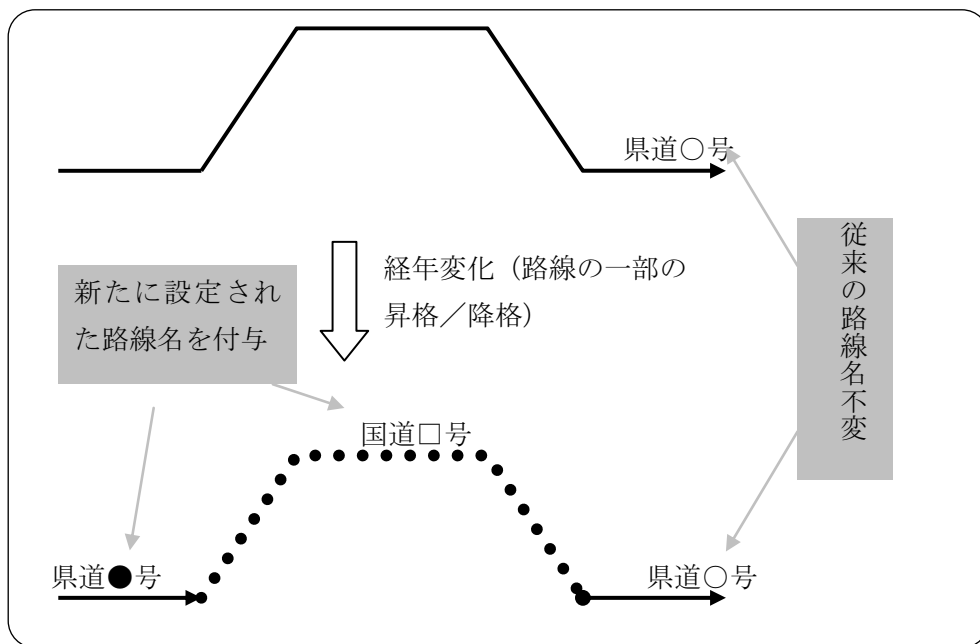 県道○号
従来の路線名不変
経年変化（路線の一部の
昇格／降格）
新たに設定され
た路線名を付与
国道□号
県道●号
県道○号